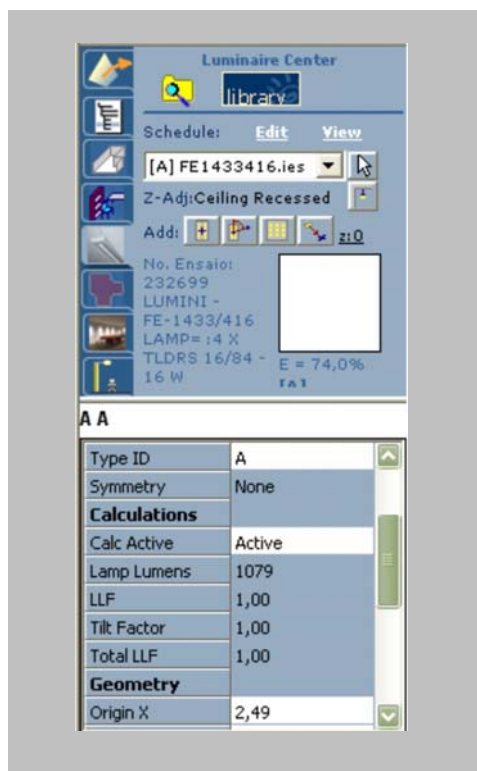 Luminaire Center
library
Schedule: Edit View
[A] FE1433416.ies
Z-Adj:Ceiling Recessed
Add: z:0
No. Ensaio:
232699
LUMINI -
FE-1433/416
LAMP= :4 X
TLDRS 16/84 -
16 W
E = 74,0%
[A]
A A
Type ID A
Symmetry None
Calculations
Calc Active Active
Lamp Lumens 1079
LLF 1,00
Tilt Factor 1,00
Total LLF 1,00
Geometry
Origin X 2,49